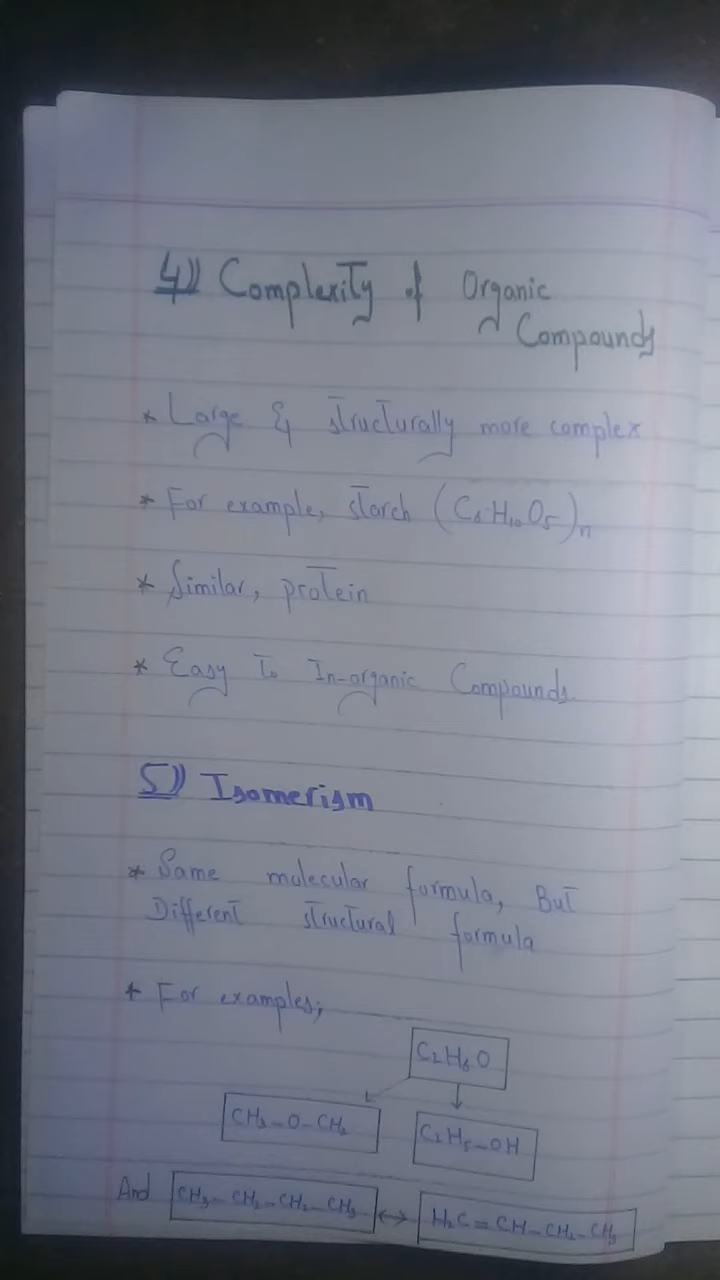 4)) Complexity of Organic
Compounds
* Large & structurally more complex
* For example, starch (C6H10O5)n
* Similar, protein
* Easy To In-organic Compounds.
5)) Isomerism
* Same molecular formula, But
Different structural formula
* For examples;
C2H6O
CH3-O-CH3
C2H5-OH
And CH3-CH2-CH2-CH3 ↔ H2C=CH-CH2-CH3